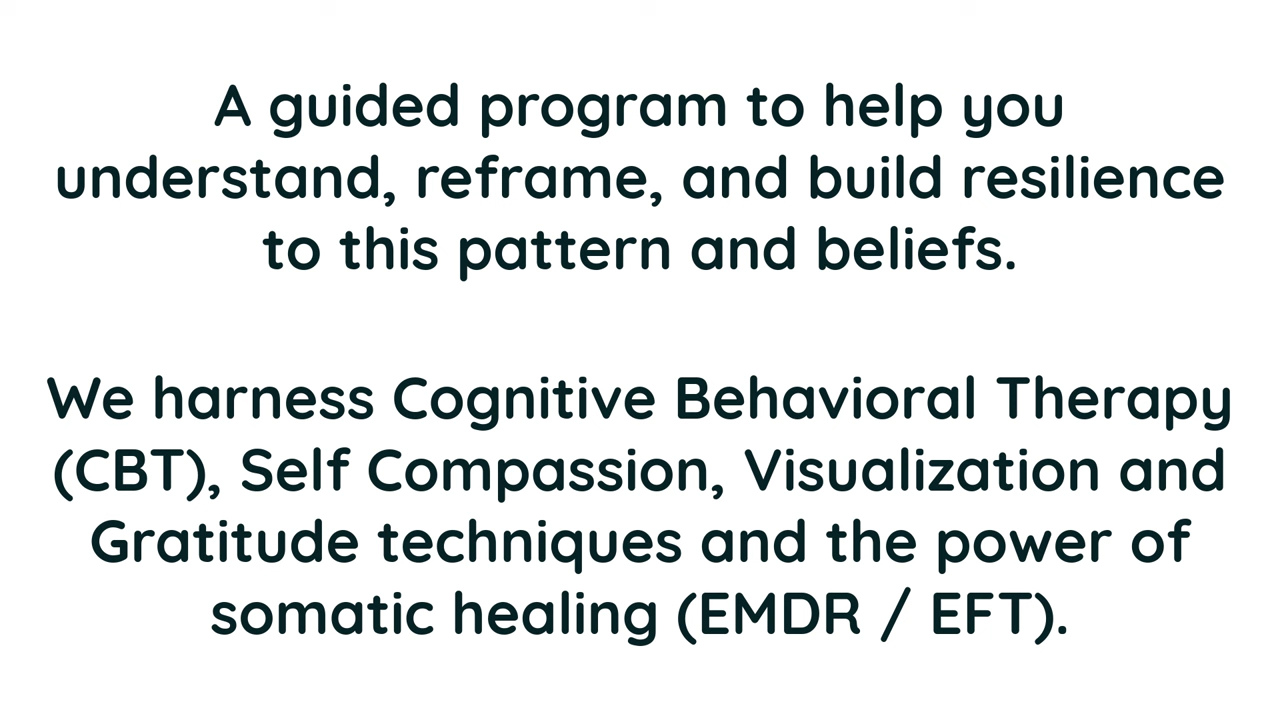 A guided program to help you
understand, reframe, and build resilience
to this pattern and beliefs.
We harness Cognitive Behavioral Therapy
(CBT), Self Compassion, Visualization and
Gratitude techniques and the power of
somatic healing (EMDR / EFT).